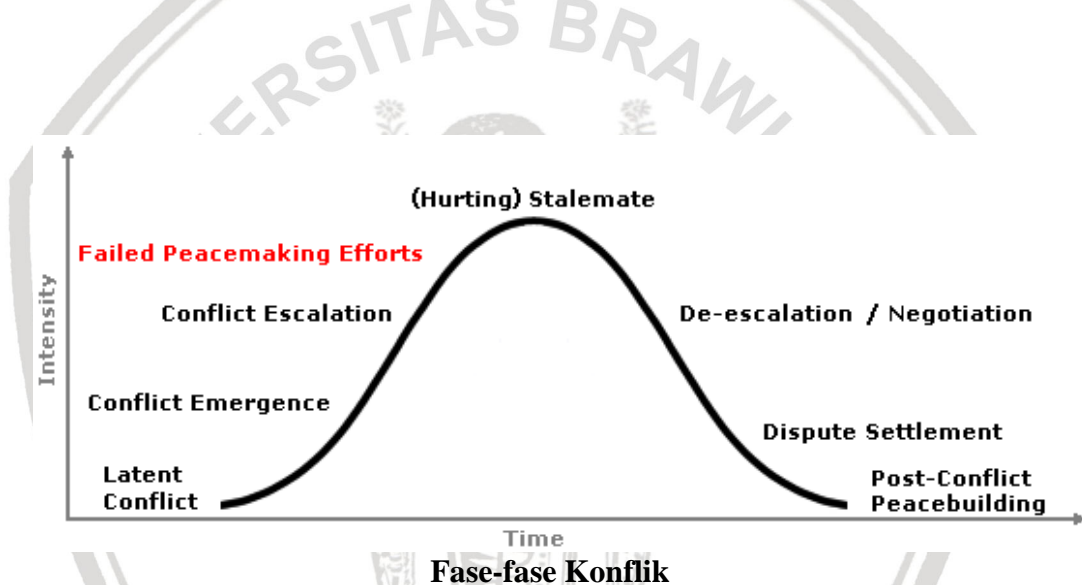 ERSITAS BRAW
(Hurting) Stalemate
Failed Peacemaking Efforts
Intensity
Conflict Escalation
De-escalation / Negotiation
Conflict Emergence
Dispute Settlement
Latent
Conflict
Post-Conflict
Peacebuilding
Time
Fase-fase Konflik